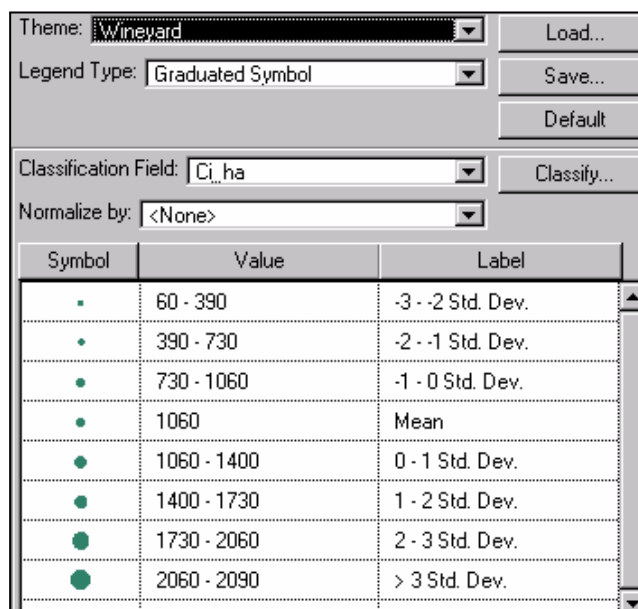 Theme: Wineyard Load...
Legend Type: Graduated Symbol Save...
Default
Classification Field: Ci_ha Classify...
Normalize by: <None>
Symbol Value Label
60 - 390 -3 - -2 Std. Dev.
390 - 730 -2 - -1 Std. Dev.
730 - 1060 -1 - 0 Std. Dev.
1060 Mean
1060 - 1400 0 - 1 Std. Dev.
1400 - 1730 1 - 2 Std. Dev.
1730 - 2060 2 - 3 Std. Dev.
2060 - 2090 > 3 Std. Dev.